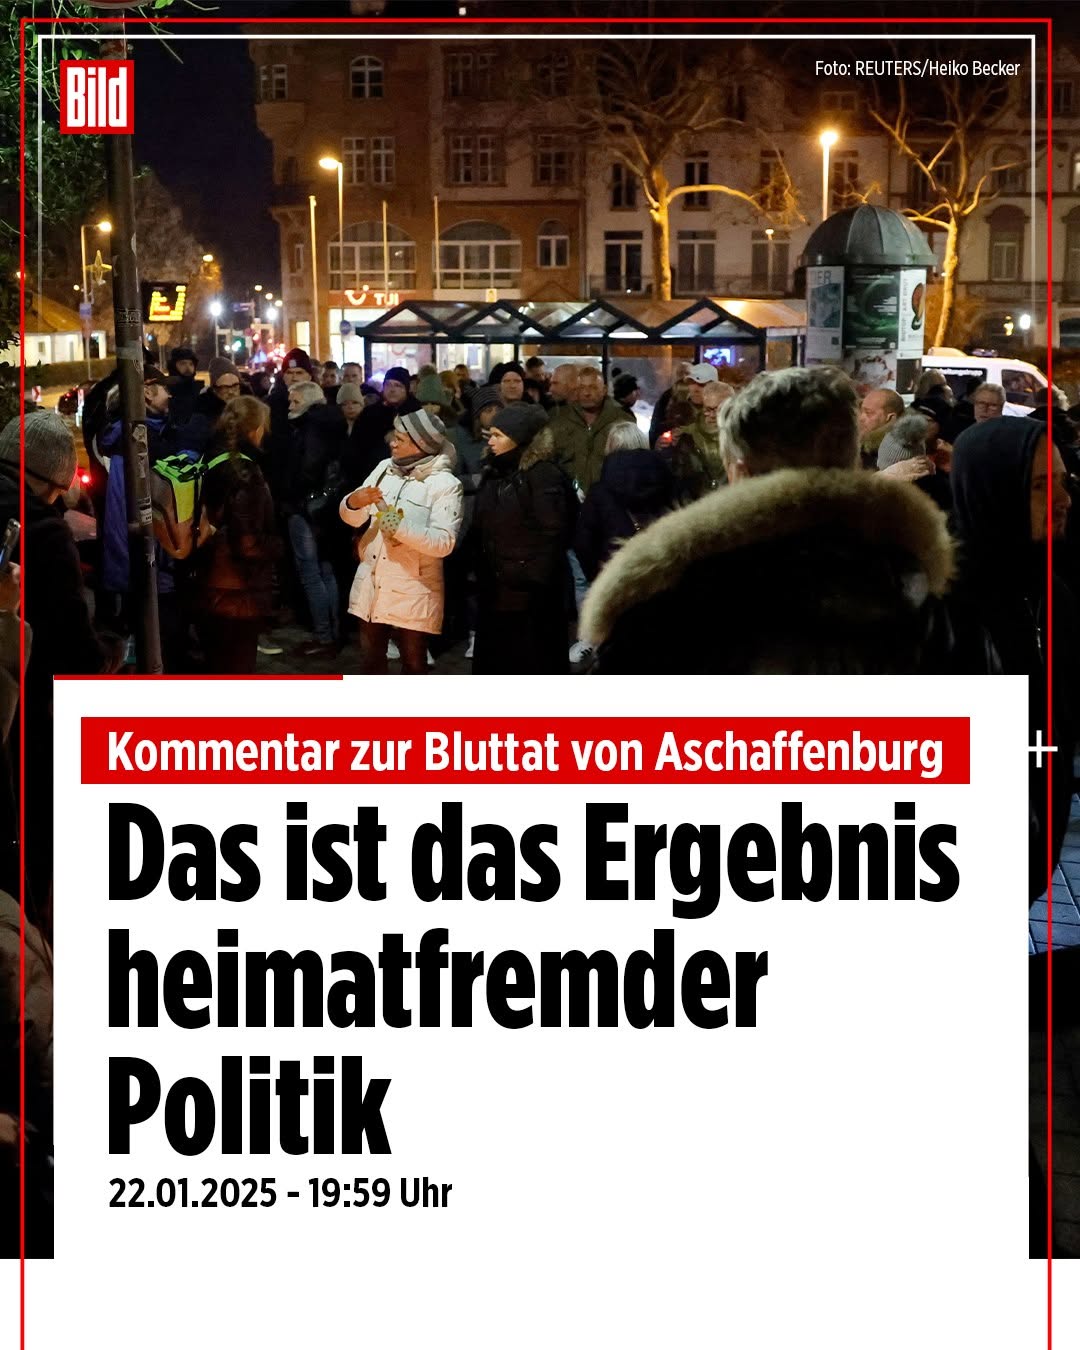 Foto: REUTERS/Heiko Becker
Bild
TUI
Kommentar zur Bluttat von Aschaffenburg
Das ist das Ergebnis
heimatfremder
Politik
22.01.2025 - 19:59 Uhr